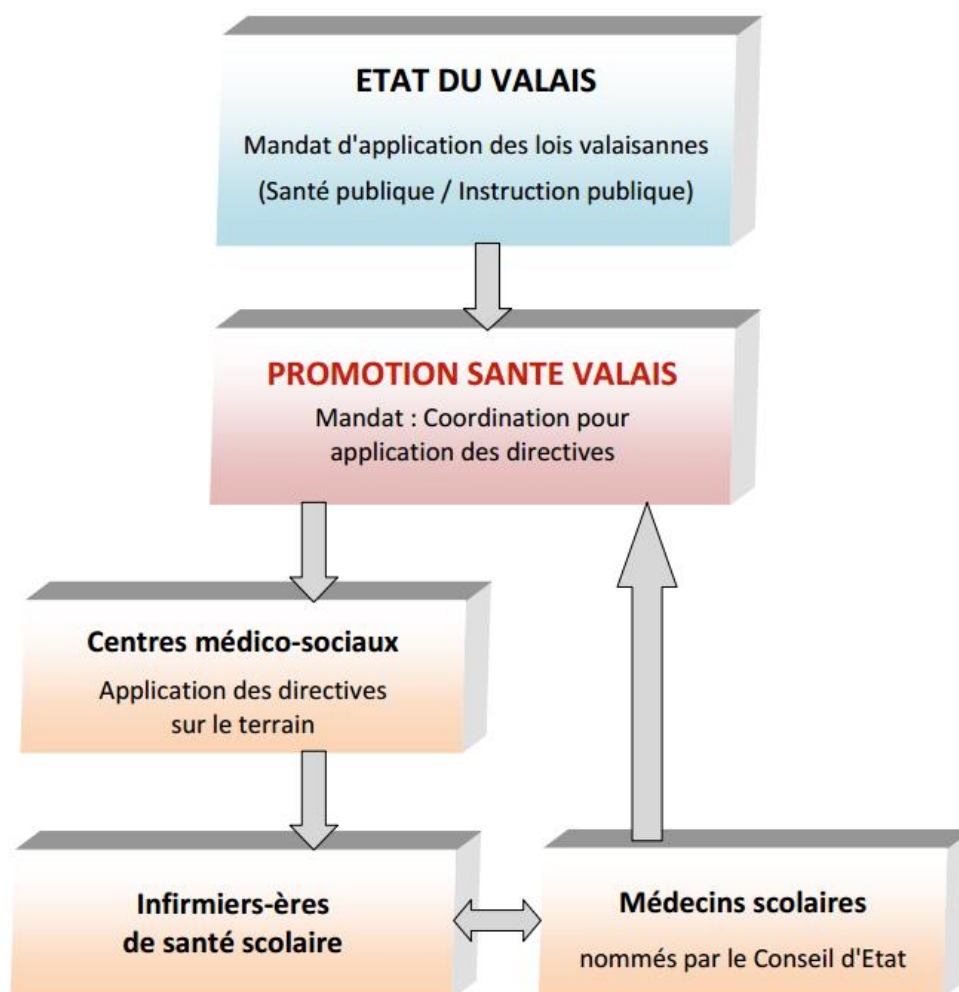 ETAT DU VALAIS
Mandat d'application des lois valaisannes
(Santé publique / Instruction publique)
PROMOTION SANTE VALAIS
Mandat : Coordination pour
application des directives
Centres médico-sociaux
Application des directives
sur le terrain
Infirmiers-ères
de santé scolaire
Médecins scolaires
nommés par le Conseil d'Etat